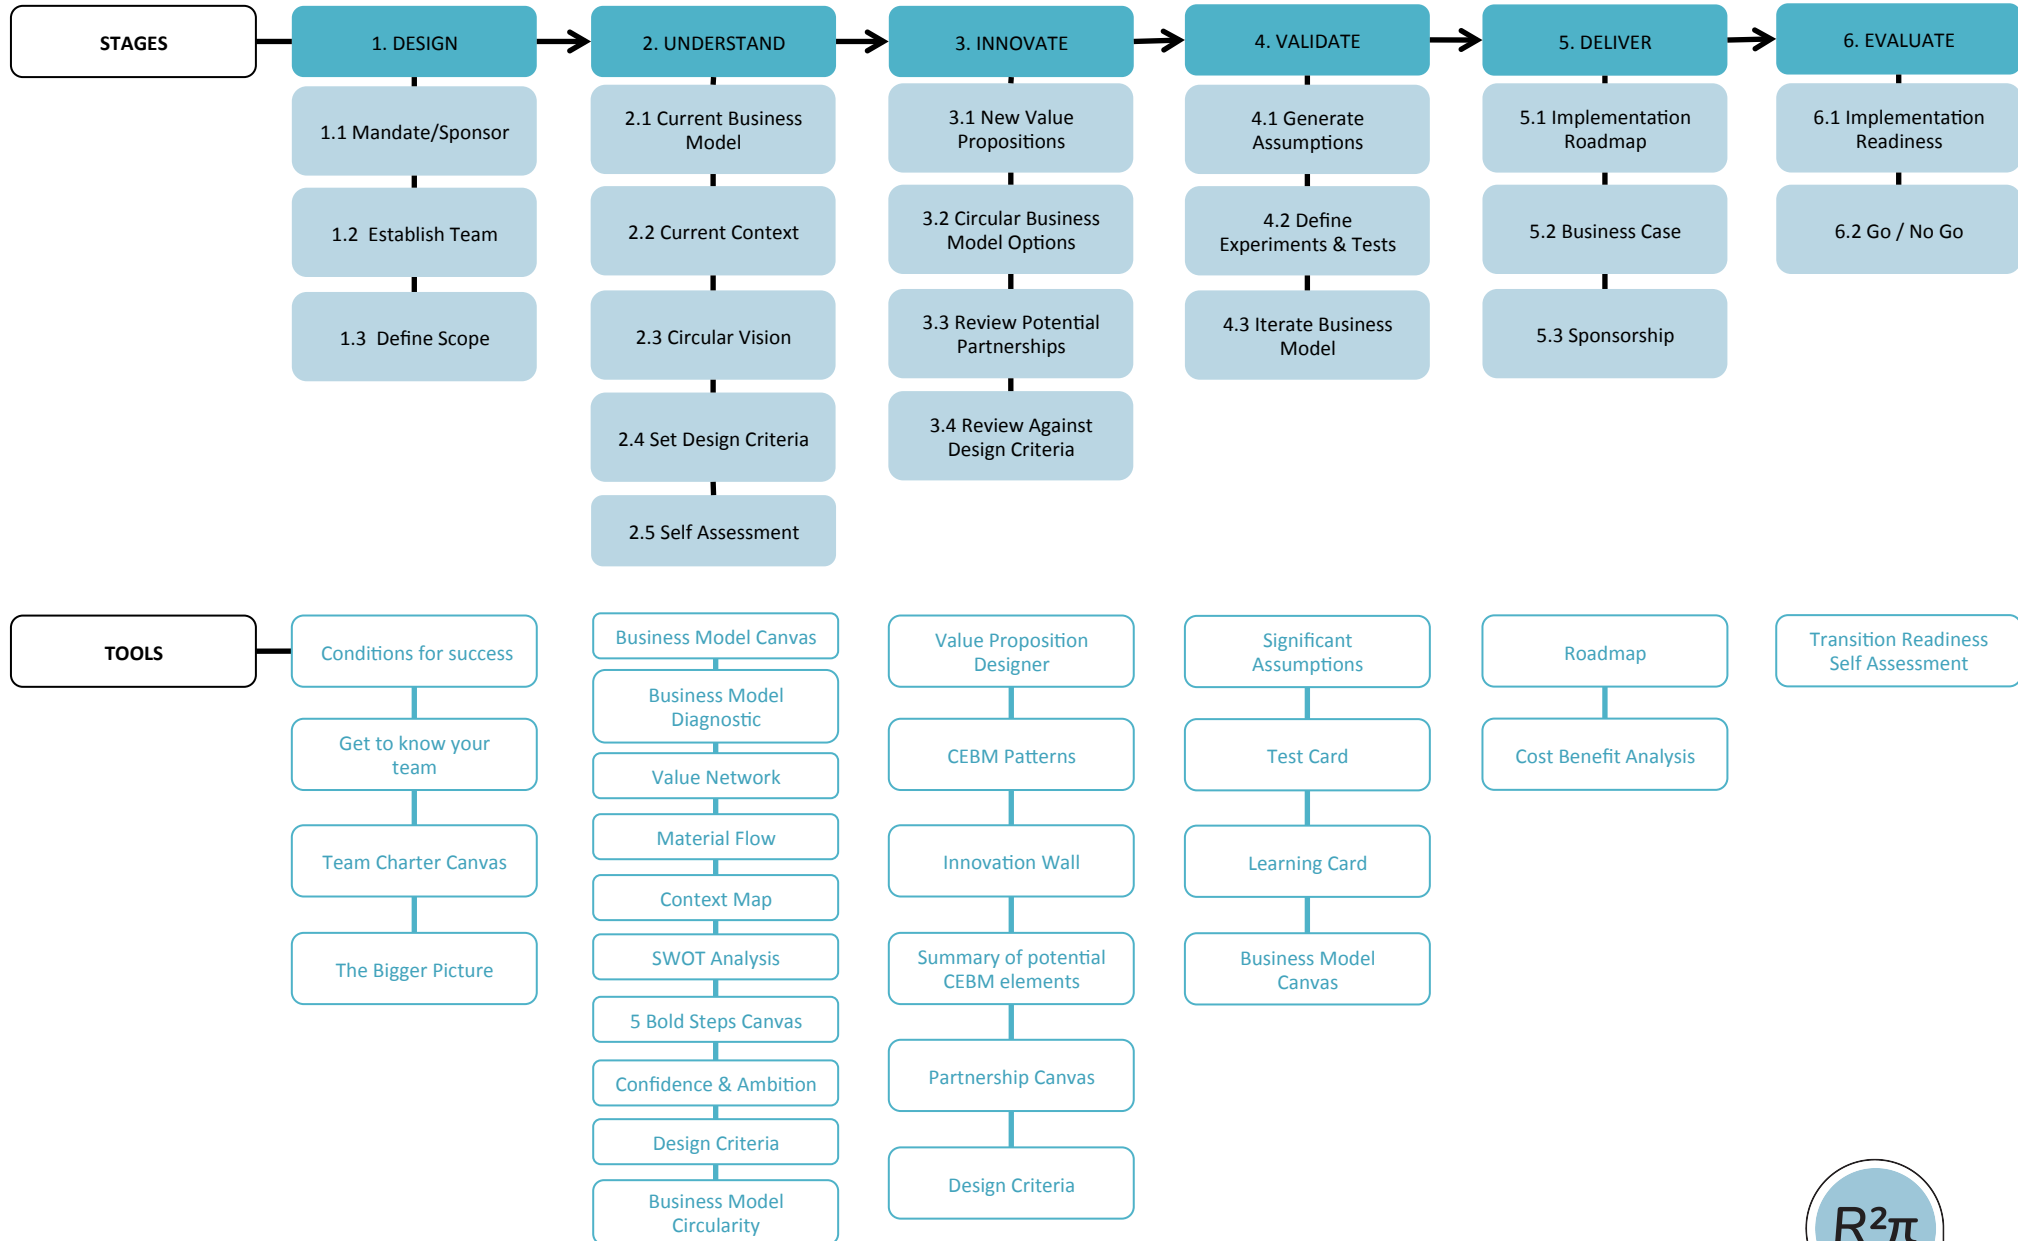 STAGES
1. DESIGN
2. UNDERSTAND
3. INNOVATE
4. VALIDATE
5. DELIVER
6. EVALUATE
1.1 Mandate/Sponsor
1.2 Establish Team
1.3 Define Scope
2.1 Current Business
Model
2.2 Current Context
2.3 Circular Vision
2.4 Set Design Criteria
2.5 Self Assessment
3.1 New Value
Propositions
3.2 Circular Business
Model Options
3.3 Review Potential
Partnerships
3.4 Review Against
Design Criteria
4.1 Generate
Assumptions
4.2 Define
Experiments & Tests
4.3 Iterate Business
Model
5.1 Implementation
Roadmap
5.2 Business Case
5.3 Sponsorship
6.1 Implementation
Readiness
6.2 Go / No Go
TOOLS
Conditions for success
Get to know your
team
Team Charter Canvas
The Bigger Picture
Business Model Canvas
Business Model
Diagnostic
Value Network
Material Flow
Context Map
SWOT Analysis
5 Bold Steps Canvas
Confidence & Ambition
Design Criteria
Business Model
Circularity
Value Proposition
Designer
CEBM Patterns
Innovation Wall
Summary of potential
CEBM elements
Partnership Canvas
Design Criteria
Significant
Assumptions
Test Card
Learning Card
Business Model
Canvas
Roadmap
Cost Benefit Analysis
Transition Readiness
Self Assessment
R²π